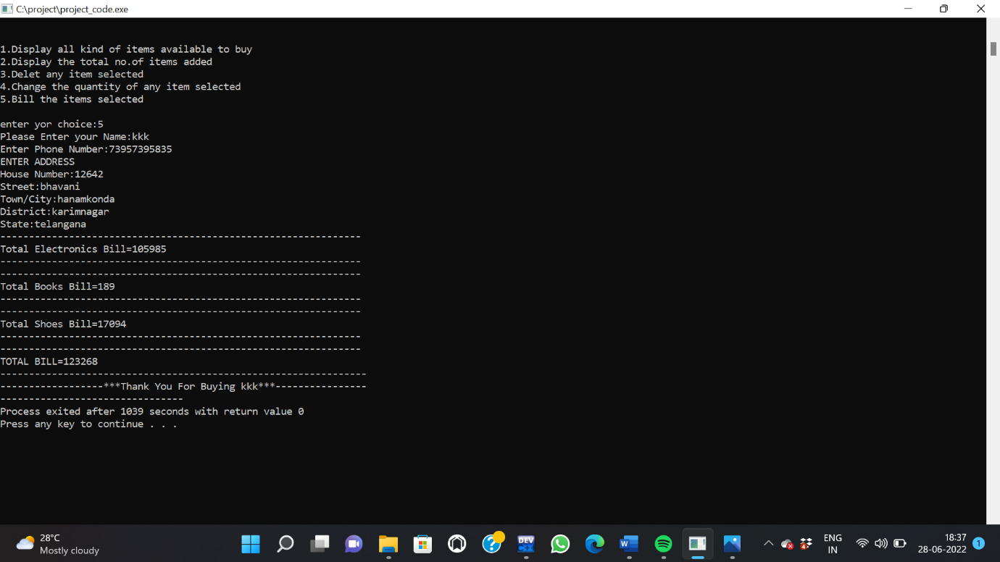 C:\project\project_code.exe
1.Display all kind of items available to buy
2.Display the total no.of items added
3.Delet any item selected
4.Change the quantity of any item selected
5.Bill the items selected
enter yor choice:5
Please Enter your Name:kkk
Enter Phone Number:73957395835
ENTER ADDRESS
House Number:12642
Street:bhavani
Town/City:hanamkonda
District:karimnagar
State:telangana
---------------------------------------------------------------
Total Electronics Bill=105985
---------------------------------------------------------------
---------------------------------------------------------------
Total Books Bill=189
---------------------------------------------------------------
---------------------------------------------------------------
Total Shoes Bill=17094
---------------------------------------------------------------
---------------------------------------------------------------
TOTAL BILL=123268
----------------------------------------------------------------
------------------***Thank You For Buying kkk***----------------
--------------------------------
Process exited after 1039 seconds with return value 0
Press any key to continue . . .
28°C
Mostly cloudy
DEV
W
4
ENG
IN
18:37
28-06-2022
1